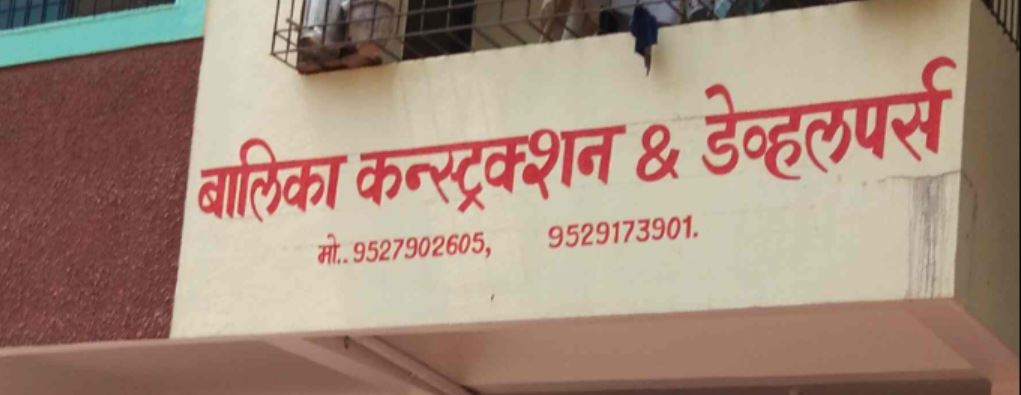 बालिका कन्स्ट्रक्शन & डेव्हलपर्स
मो.. 9527902605, 9529173901.